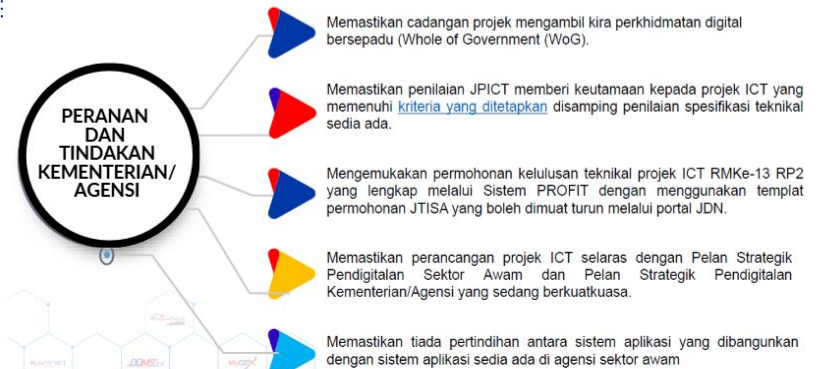 PERANAN
DAN
TINDAKAN
KEMENTERIAN/
AGENSI
Memastikan cadangan projek mengambil kira perkhidmatan digital
bersepadu (Whole of Government (WoG).
Memastikan penilaian JPICT memberi keutamaan kepada projek ICT yang
memenuhi kriteria yang ditetapkan disamping penilaian spesifikasi teknikal
sedia ada.
Mengemukakan permohonan kelulusan teknikal projek ICT RMKe-13 RP2
yang lengkap melalui Sistem PROFIT dengan menggunakan templat
permohonan JTISA yang boleh dimuat turun melalui portal JDN.
Memastikan perancangan projek ICT selaras dengan Pelan Strategik
Pendigitalan Sektor Awam dan Pelan Strategik Pendigitalan
Kementerian/Agensi yang sedang berkuatkuasa.
Memastikan tiada pertindihan antara sistem aplikasi yang dibangunkan
dengan sistem aplikasi sedia ada di agensi sektor awam
DDMS2.0